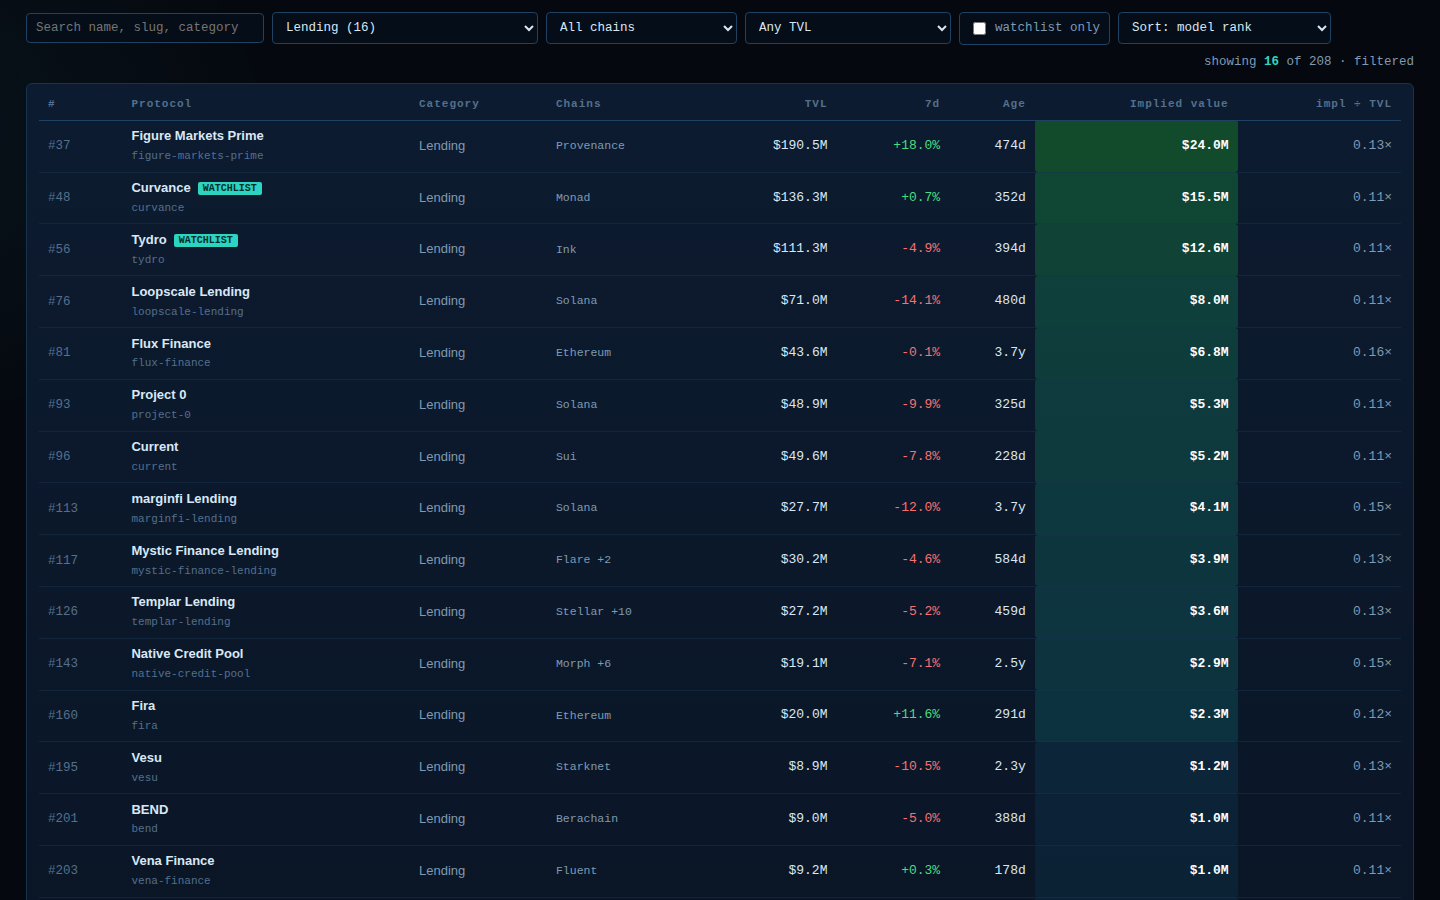 Search name, slug, category Lending (16) All chains Any TVL watchlist only Sort: model rank
showing 16 of 208 · filtered
# Protocol Category Chains TVL 7d Age Implied value impl ÷ TVL
#37 Figure Markets Prime Lending Provenance $190.5M +18.0% 474d $24.0M 0.13×
figure-markets-prime
#48 Curvance WATCHLIST Lending Monad $136.3M +0.7% 352d $15.5M 0.11×
curvance
#56 Tydro WATCHLIST Lending Ink $111.3M -4.9% 394d $12.6M 0.11×
tydro
#76 Loopscale Lending Lending Solana $71.0M -14.1% 480d $8.0M 0.11×
loopscale-lending
#81 Flux Finance Lending Ethereum $43.6M -0.1% 3.7y $6.8M 0.16×
flux-finance
#93 Project 0 Lending Solana $48.9M -9.9% 325d $5.3M 0.11×
project-0
#96 Current Lending Sui $49.6M -7.8% 228d $5.2M 0.11×
current
#113 marginfi Lending Lending Solana $27.7M -12.0% 3.7y $4.1M 0.15×
marginfi-lending
#117 Mystic Finance Lending Lending Flare +2 $30.2M -4.6% 584d $3.9M 0.13×
mystic-finance-lending
#126 Templar Lending Lending Stellar +10 $27.2M -5.2% 459d $3.6M 0.13×
templar-lending
#143 Native Credit Pool Lending Morph +6 $19.1M -7.1% 2.5y $2.9M 0.15×
native-credit-pool
#160 Fira Lending Ethereum $20.0M +11.6% 291d $2.3M 0.12×
fira
#195 Vesu Lending Starknet $8.9M -10.5% 2.3y $1.2M 0.13×
vesu
#201 BEND Lending Berachain $9.0M -5.0% 388d $1.0M 0.11×
bend
#203 Vena Finance Lending Fluent $9.2M +0.3% 178d $1.0M 0.11×
vena-finance